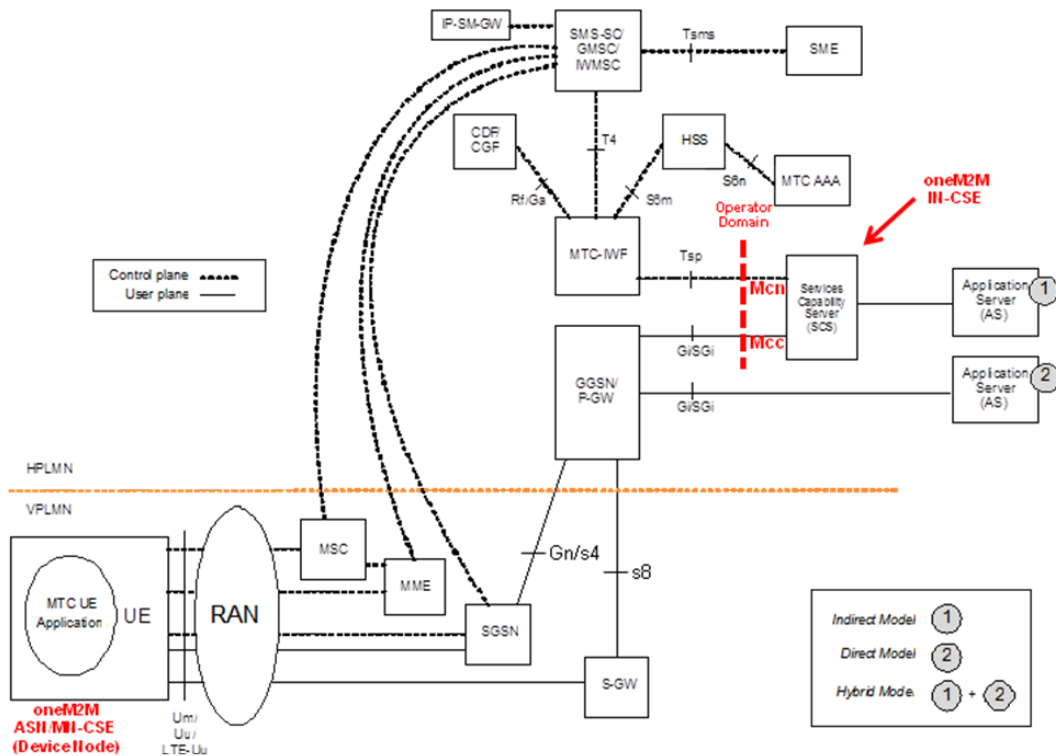 IP-SM-GW
SMS-SC/
GMSC/
IWMSC
Tsms
SME
CDF/
CGF
T4
HSS
MTC AAA
Rf/Ga
S6m
S6n
Operator
Domain
oneM2M
IN-CSE
MTC-IWF
Tsp
Mcn
Services
Capability
Server
(SCS)
Application
Server
(AS)
1
Control plane
User plane
Mcc
Gi/SGi
GGSN/
P-GW
Gi/SGi
Application
Server
(AS)
2
HPLMN
VPLMN
MSC
MME
Gn/s4
s8
MTC UE
Application
UE
RAN
SGSN
S-GW
Indirect Model 1
Direct Model 2
Hybrid Model 1 + 2
oneM2M
ASN/MN-CSE
(Device Node)
Um/
Uu/
LTE-Uu